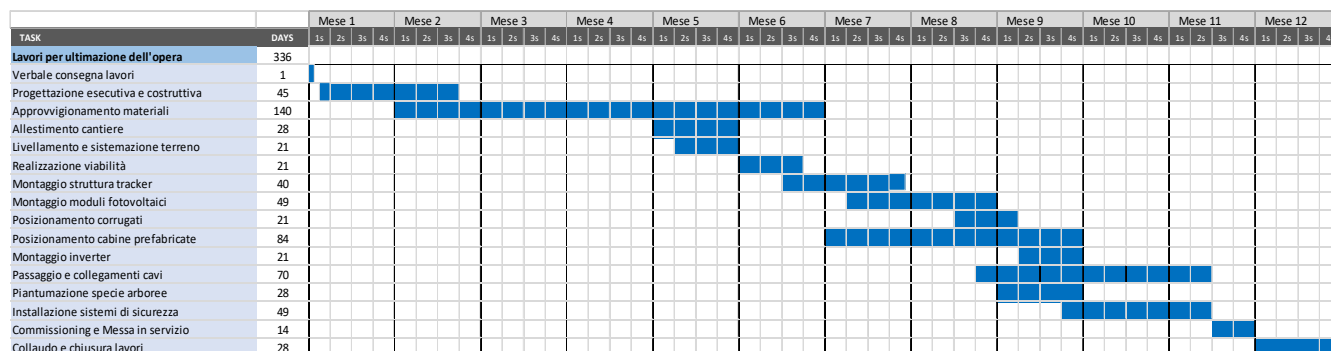 Mese 1 Mese 2 Mese 3 Mese 4 Mese 5 Mese 6 Mese 7 Mese 8 Mese 9 Mese 10 Mese 11 Mese 12
TASK DAYS 1s 2s 3s 4s 1s 2s 3s 4s 1s 2s 3s 4s 1s 2s 3s 4s 1s 2s 3s 4s 1s 2s 3s 4s 1s 2s 3s 4s 1s 2s 3s 4s 1s 2s 3s 4s 1s 2s 3s 4s 1s 2s 3s 4s 1s 2s 3s 4
Lavori per ultimazione dell'opera 336
Verbale consegna lavori 1
Progettazione esecutiva e costruttiva 45
Approvvigionamento materiali 140
Allestimento cantiere 28
Livellamento e sistemazione terreno 21
Realizzazione viabilità 21
Montaggio struttura tracker 40
Montaggio moduli fotovoltaici 49
Posizionamento corrugati 21
Posizionamento cabine prefabricate 84
Montaggio inverter 21
Passaggio e collegamenti cavi 70
Piantumazione specie arboree 28
Installazione sistemi di sicurezza 49
Commissioning e Messa in servizio 14
Collaudo e chiusura lavori 28